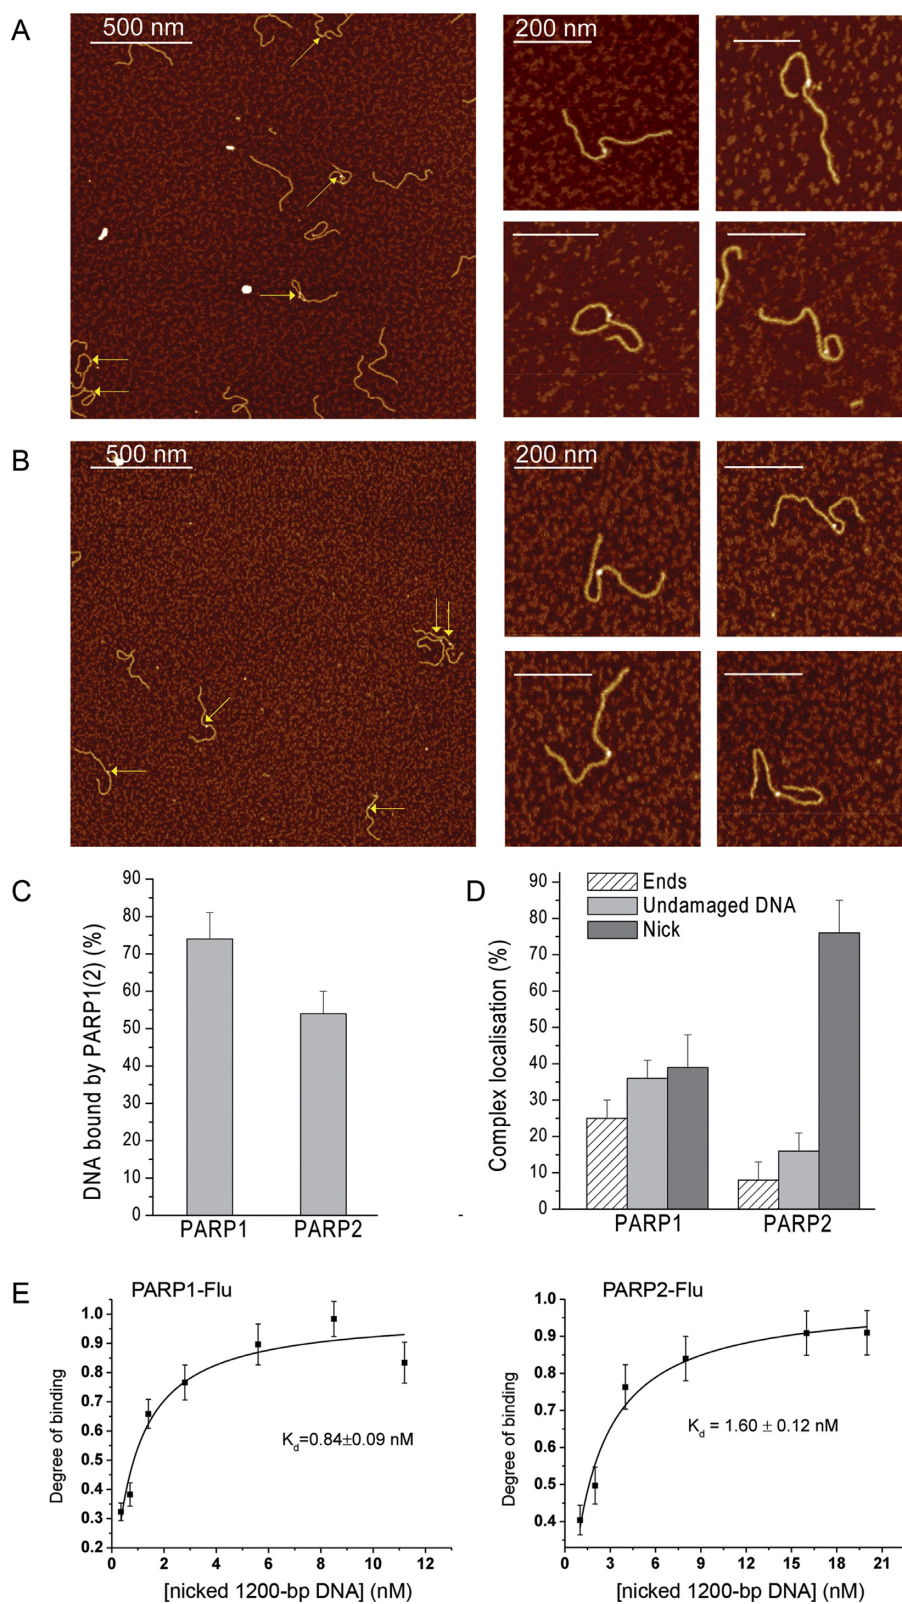 A
500 nm
200 nm
B
500 nm
200 nm
C
DNA bound by PARP1(2) (%)
90
80
70
60
50
40
30
20
10
0
PARP1 PARP2
-
D
Ends
Undamaged DNA
Nick
Complex localisation (%)
90
80
70
60
50
40
30
20
10
0
PARP1 PARP2
E
PARP1-Flu
Degree of binding
1.0
0.9
0.8
0.7
0.6
0.5
0.4
0.3
0.2
Kd=0.84±0.09 nM
0 2 4 6 8 10 12
[nicked 1200-bp DNA] (nM)
PARP2-Flu
Degree of binding
1.0
0.9
0.8
0.7
0.6
0.5
0.4
Kd = 1.60 ± 0.12 nM
0 3 6 9 12 15 18 21
[nicked 1200-bp DNA] (nM)